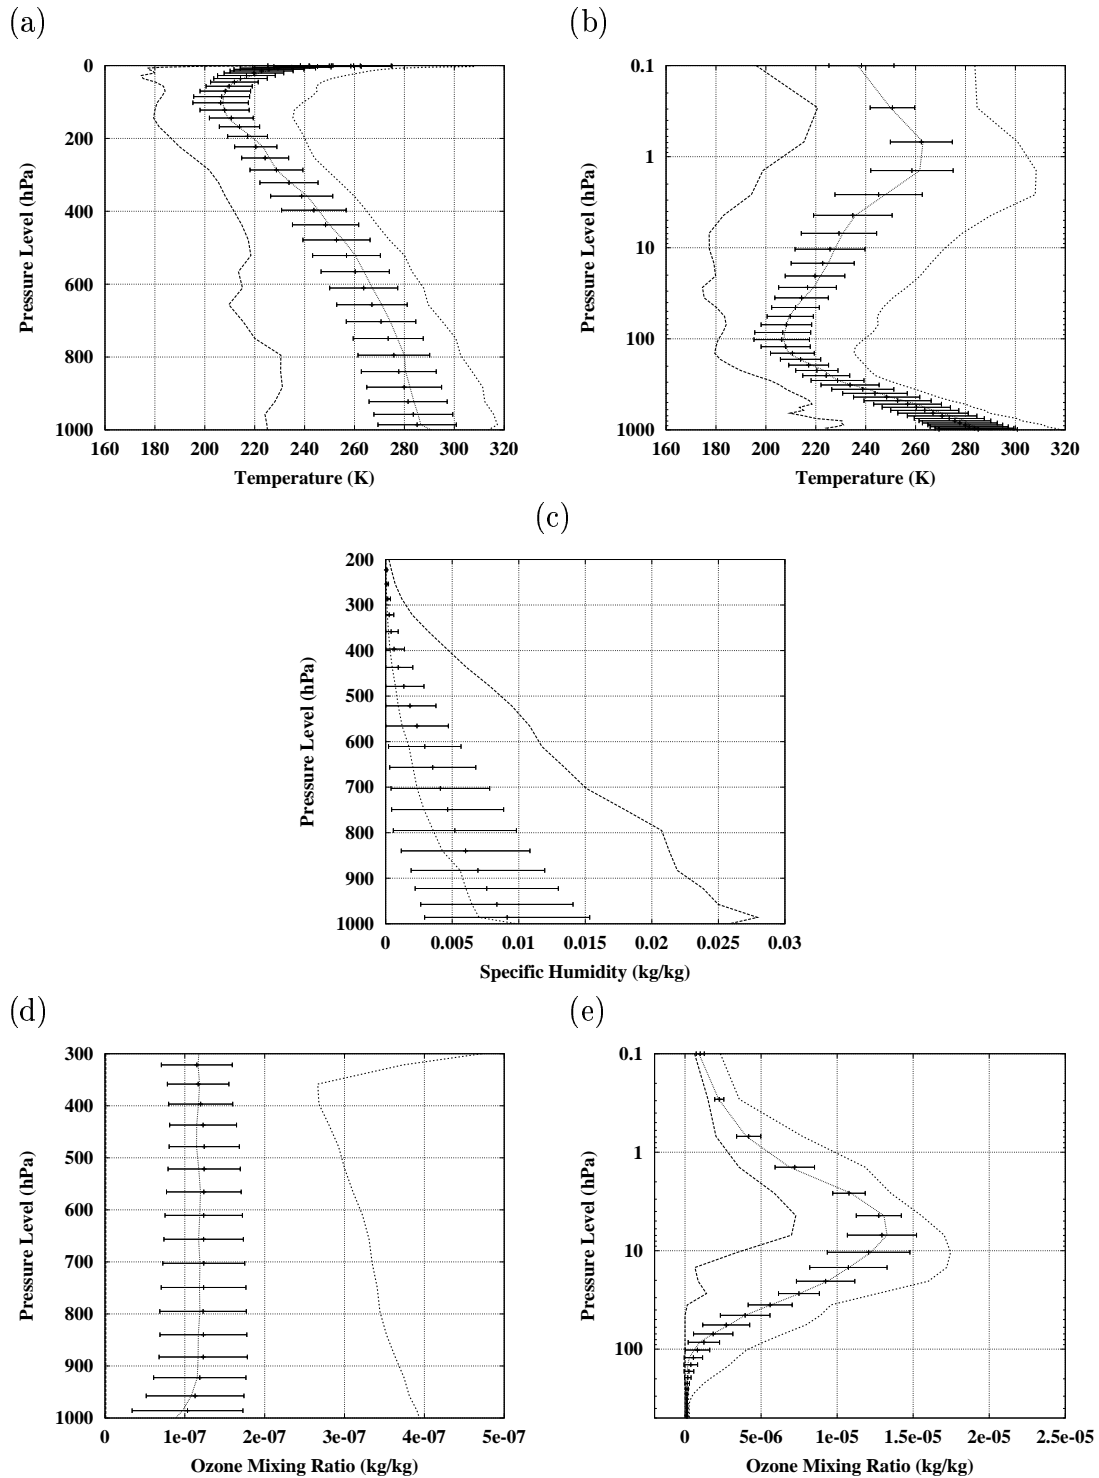 (a)
(b)
0
200
400
600
800
1000
Pressure Level (hPa)
160 180 200 220 240 260 280 300 320
Temperature (K)
0.1
1
10
100
1000
Pressure Level (hPa)
160 180 200 220 240 260 280 300 320
Temperature (K)
(c)
200
300
400
500
600
700
800
900
1000
Pressure Level (hPa)
0 0.005 0.01 0.015 0.02 0.025 0.03
Specific Humidity (kg/kg)
(d)
(e)
300
400
500
600
700
800
900
1000
Pressure Level (hPa)
0 1e-07 2e-07 3e-07 4e-07 5e-07
Ozone Mixing Ratio (kg/kg)
0.1
1
10
100
Pressure Level (hPa)
0 5e-06 1e-05 1.5e-05 2e-05 2.5e-05
Ozone Mixing Ratio (kg/kg)